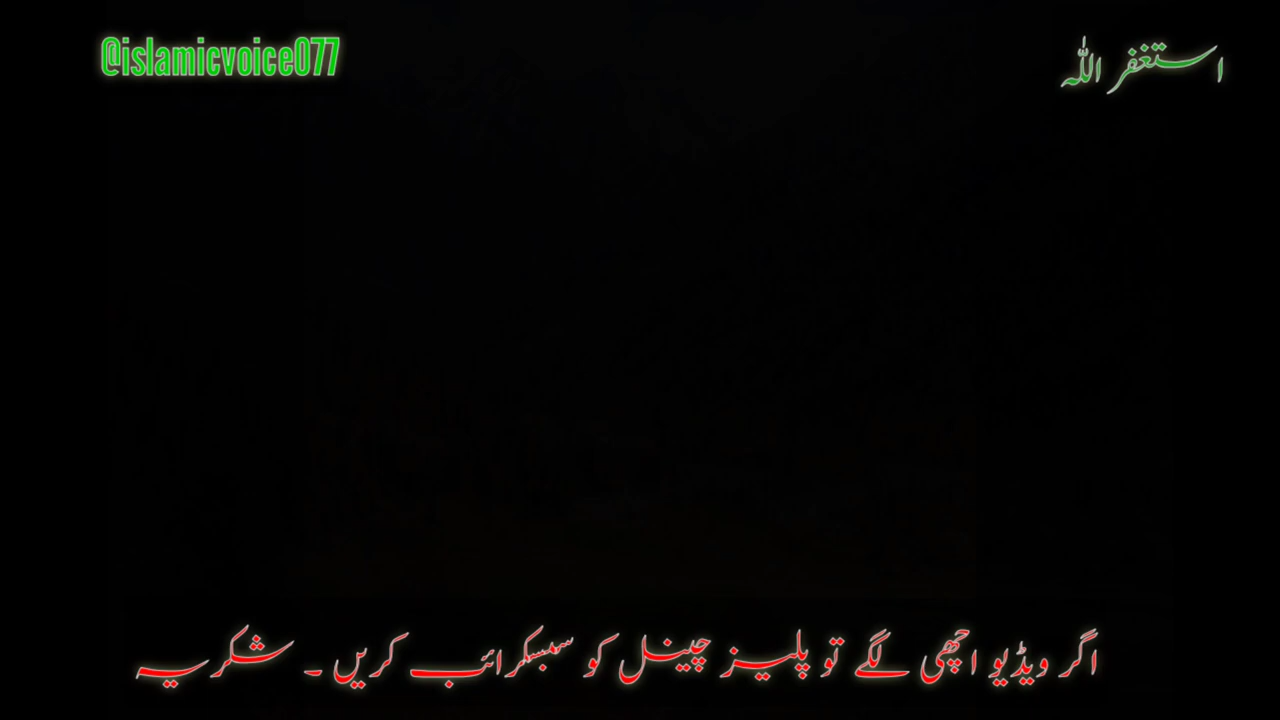 @islamicvoice077
استغفر اللہ
اگر ویڈیو اچھی لگے تو پلیز چینل کو سبسکرائب کریں ۔ شکریہ